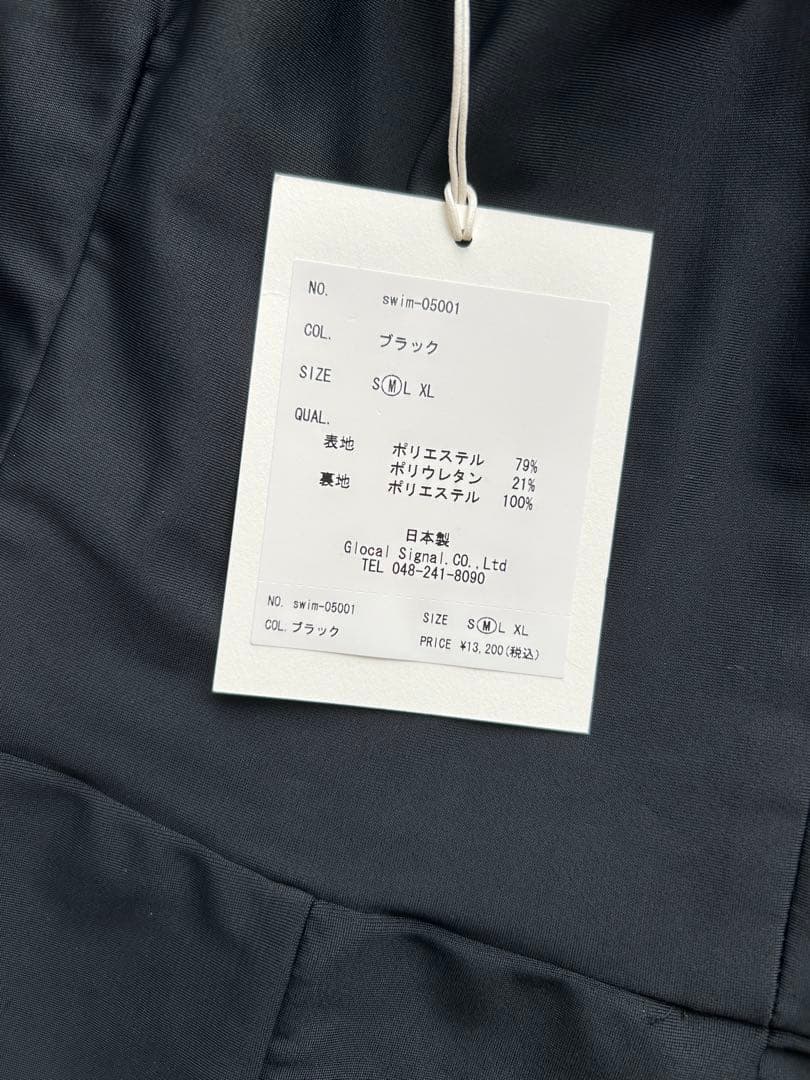 NO. swim-05001
COL. ブラック
SIZE S Ⓜ L XL
QUAL.
表地 ポリエステル 79%
ポリウレタン 21%
裏地 ポリエステル 100%
日本製
Glocal Signal.CO.,Ltd
TEL 048-241-8090
NO. swim-05001 SIZE S Ⓜ L XL
COL.ブラック PRICE ¥13,200(税込)